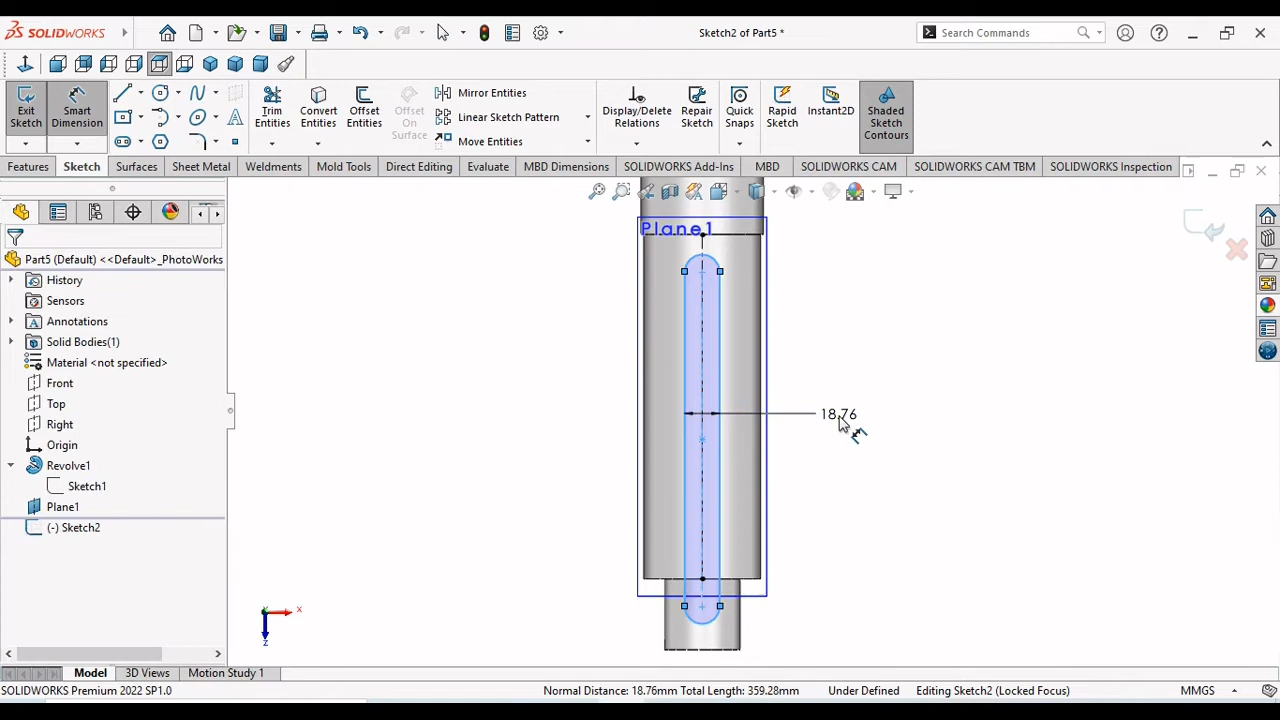 SOLIDWORKS
Sketch2 of Part5 *
Search Commands
Exit Sketch
Smart Dimension
Trim Entities
Convert Entities
Offset Entities
Offset On Surface
Mirror Entities
Linear Sketch Pattern
Move Entities
Display/Delete Relations
Repair Sketch
Quick Snaps
Rapid Sketch
Instant2D
Shaded Sketch Contours
Features
Sketch
Surfaces
Sheet Metal
Weldments
Mold Tools
Direct Editing
Evaluate
MBD Dimensions
SOLIDWORKS Add-Ins
MBD
SOLIDWORKS CAM
SOLIDWORKS CAM TBM
SOLIDWORKS Inspection
Plane1
Part5 (Default) <<Default>_PhotoWorks
History
Sensors
Annotations
Solid Bodies(1)
Material <not specified>
Front
Top
Right
Origin
Revolve1
Sketch1
Plane1
(-) Sketch2
18.76
X
Z
Model
3D Views
Motion Study 1
SOLIDWORKS Premium 2022 SP1.0
Normal Distance: 18.76mm Total Length: 359.28mm
Under Defined
Editing Sketch2 (Locked Focus)
MMGS